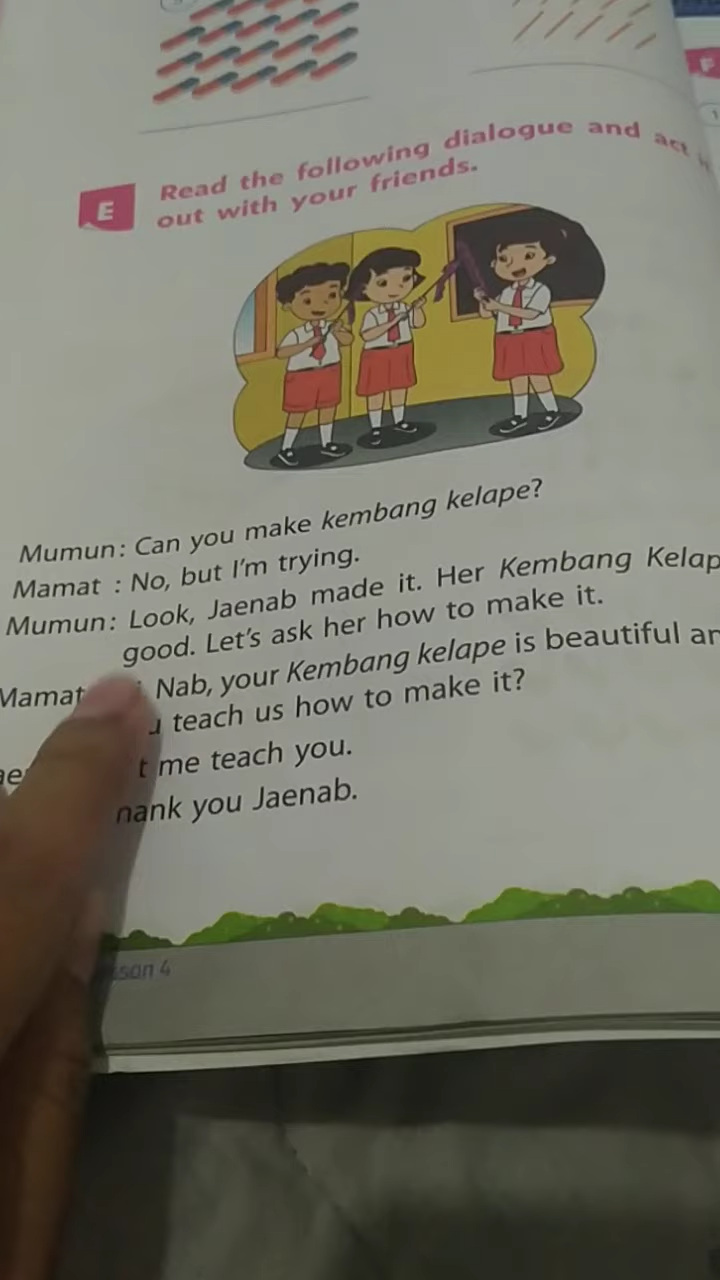 E
Read the following dialogue and act
out with your friends.
Mumun: Can you make kembang kelape?
Mamat : No, but I'm trying.
Mumun: Look, Jaenab made it. Her Kembang Kelap
good. Let's ask her how to make it.
Mamat Nab, your Kembang kelape is beautiful
teach us how to make it?
me teach you.
you Jaenab.
4
F